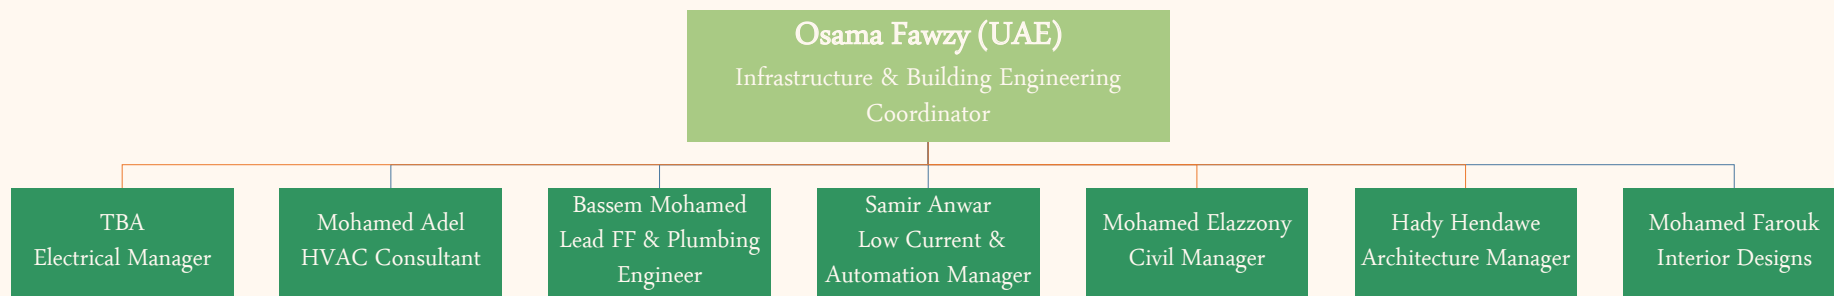 Osama Fawzy (UAE)
Infrastructure & Building Engineering
Coordinator
TBA
Electrical Manager
Mohamed Adel
HVAC Consultant
Bassem Mohamed
Lead FF & Plumbing
Engineer
Samir Anwar
Low Current &
Automation Manager
Mohamed Elazzony
Civil Manager
Hady Hendawe
Architecture Manager
Mohamed Farouk
Interior Designs